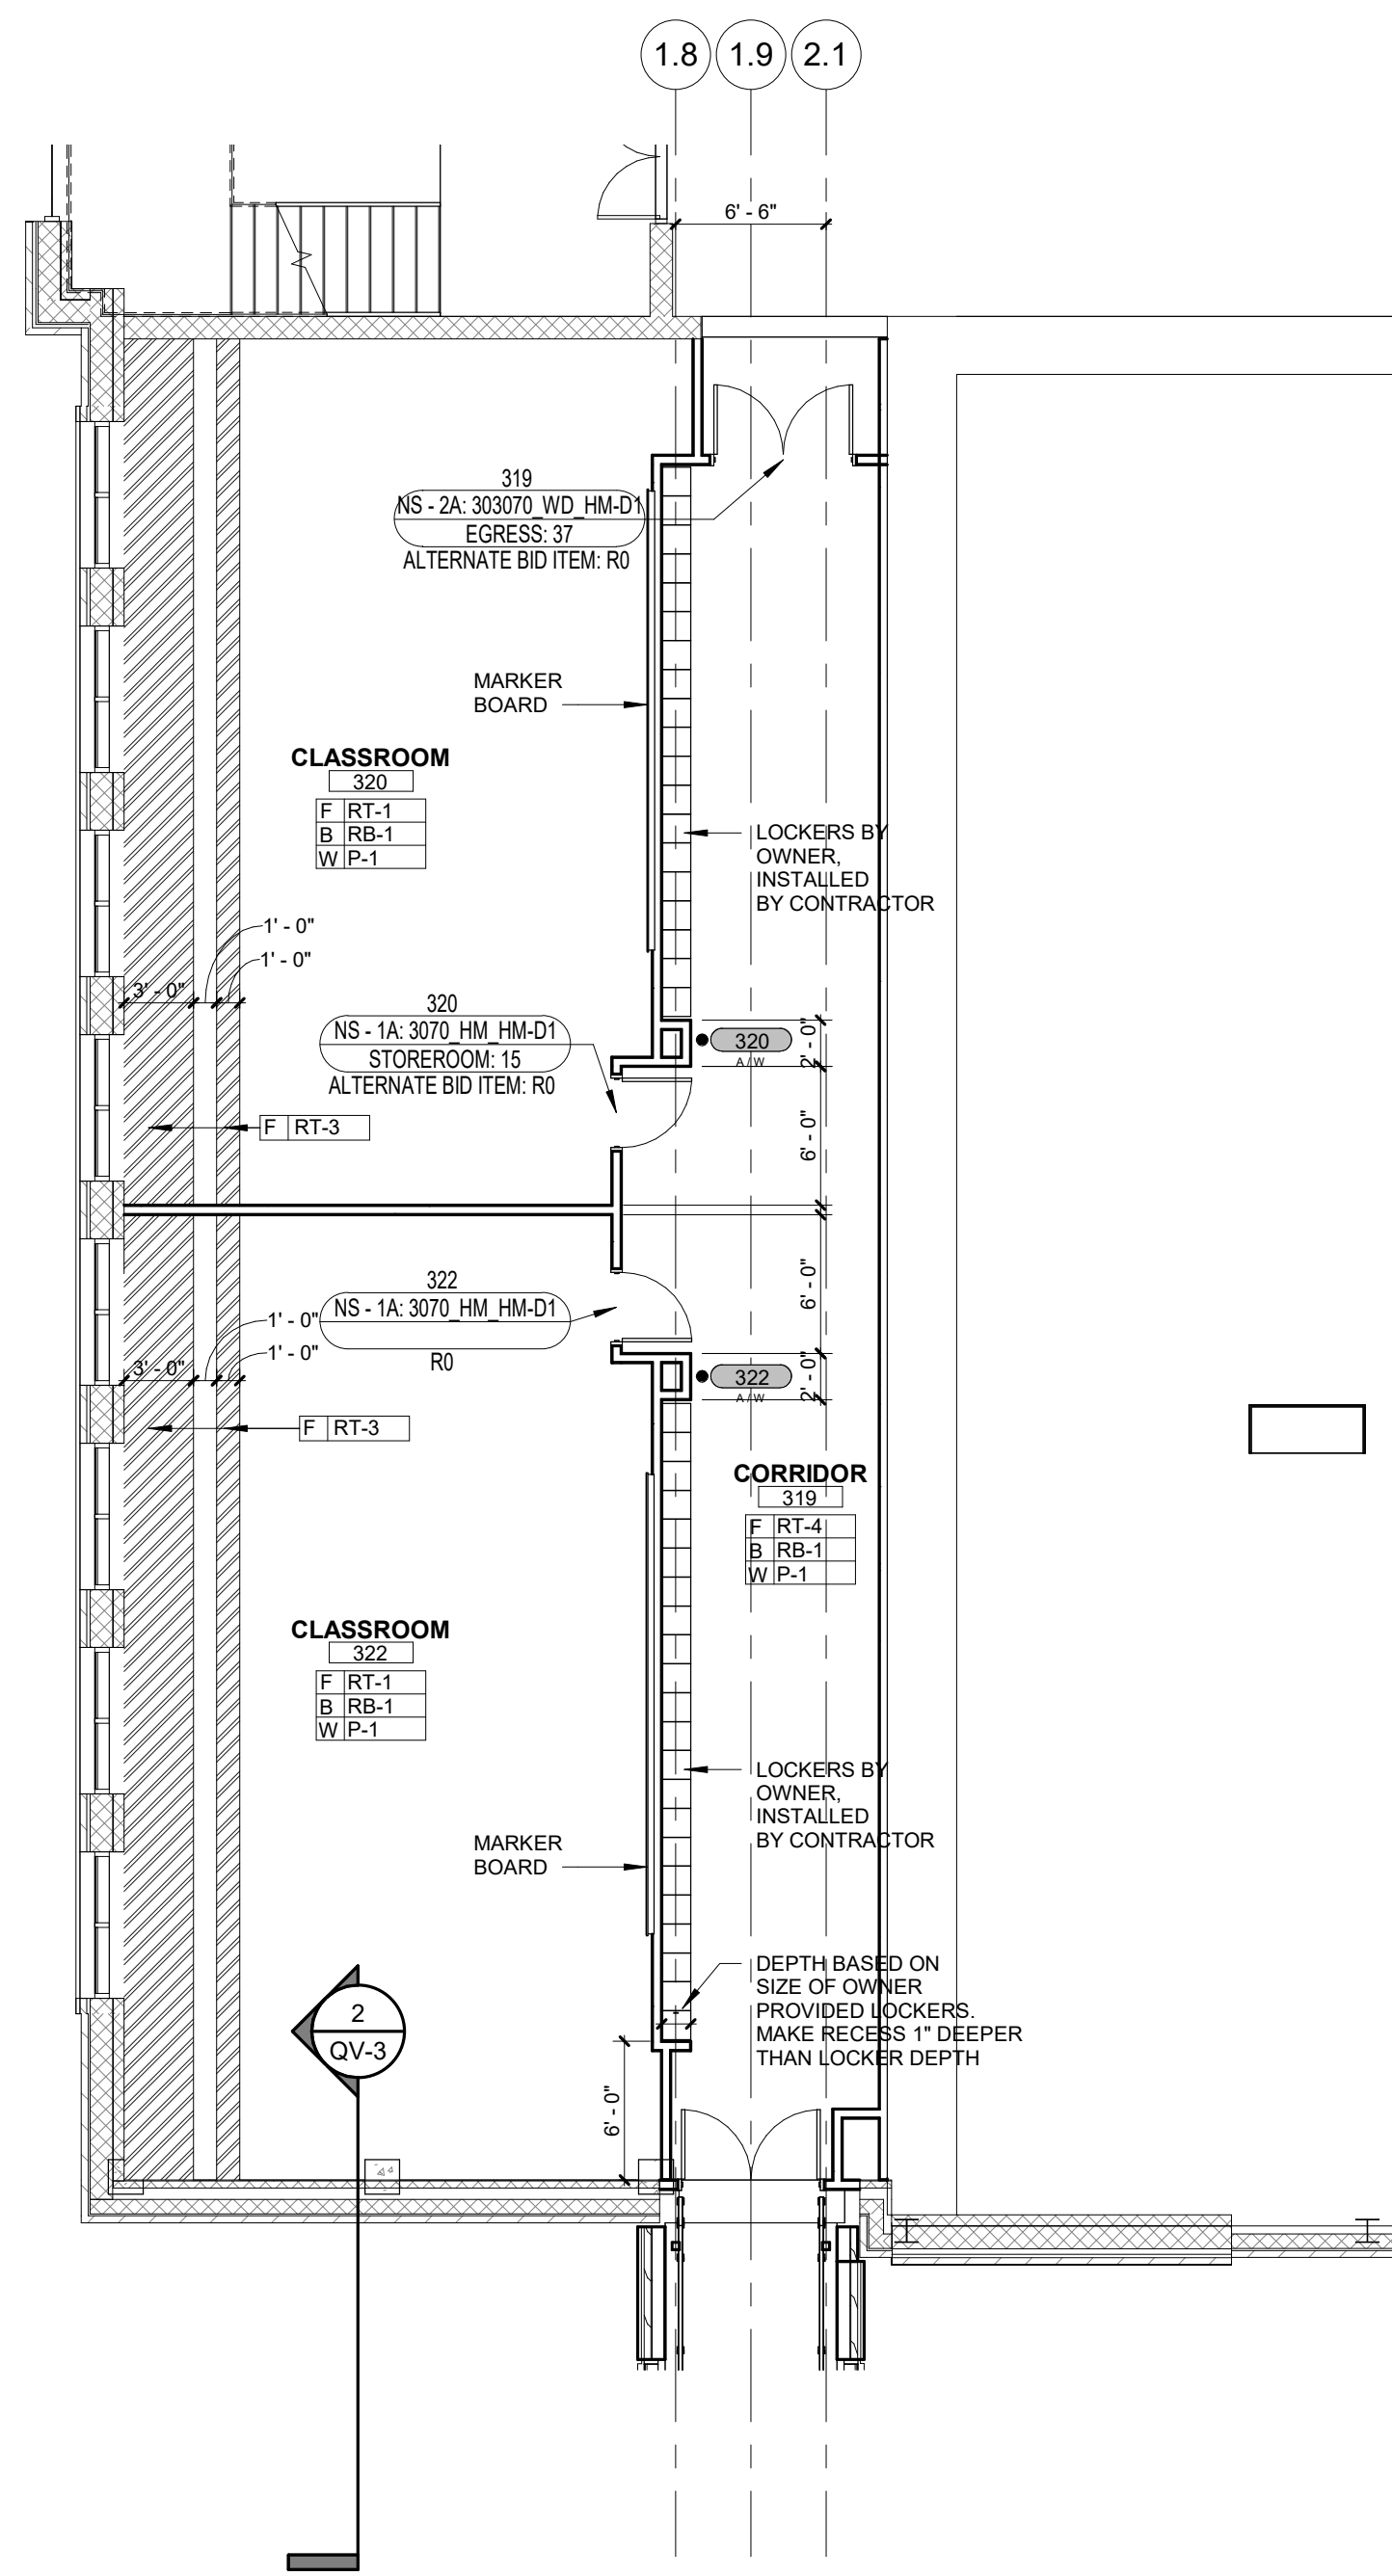 1.8 1.9 2.1
6' - 6"
319
NS - 2A: 303070_WD_HM-D1
EGRESS: 37
ALTERNATE BID ITEM: R0
MARKER
BOARD
CLASSROOM
320
F RT-1
B RB-1
W P-1
LOCKERS BY
OWNER,
INSTALLED
BY CONTRACTOR
1' - 0"
1' - 0"
3' - 0"
320
NS - 1A: 3070_HM_HM-D1
STOREROOM: 15
ALTERNATE BID ITEM: R0
320
A / W
2' - 0"
F RT-3
6' - 0"
6' - 0"
322
NS - 1A: 3070_HM_HM-D1
R0
1' - 0"
1' - 0"
3' - 0"
322
A / W
2' - 0"
F RT-3
CORRIDOR
319
F RT-4
B RB-1
W P-1
CLASSROOM
322
F RT-1
B RB-1
W P-1
LOCKERS BY
OWNER,
INSTALLED
BY CONTRACTOR
MARKER
BOARD
DEPTH BASED ON
SIZE OF OWNER
PROVIDED LOCKERS.
MAKE RECESS 1" DEEPER
THAN LOCKER DEPTH
2
QV-3
6' - 0"